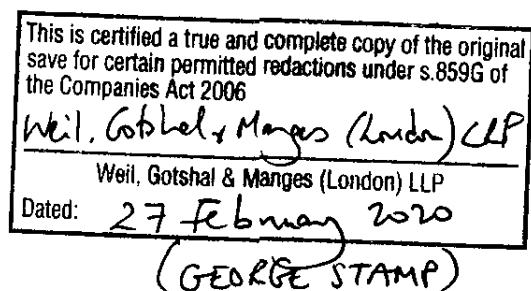 This is certified a true and complete copy of the original
save for certain permitted redactions under s.859G of
the Companies Act 2006
Weil, Gotshal & Manges (London) LLP
Weil, Gotshal & Manges (London) LLP
Dated: 27 February 2020
(GEORGE STAMP)